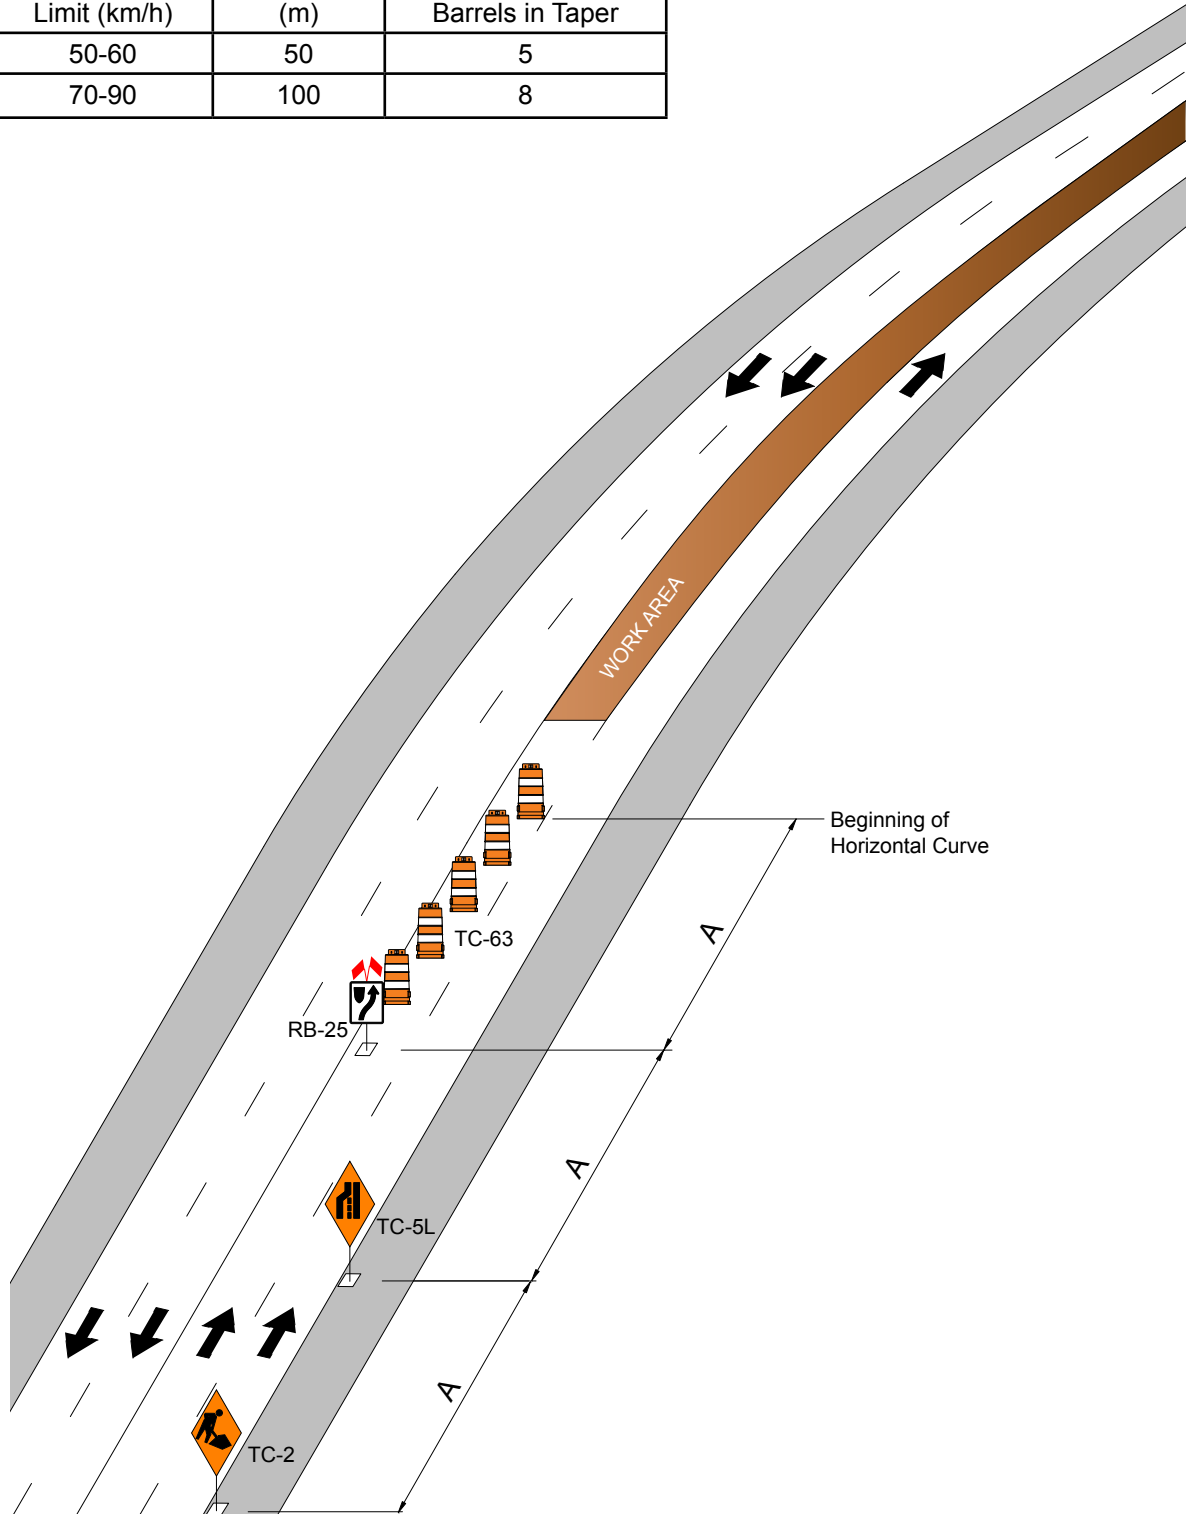 Limit (km/h) (m) Barrels in Taper
50-60 50 5
70-90 100 8
WORK AREA
Beginning of
Horizontal Curve
A
TC-63
RB-25
A
TC-5L
A
TC-2